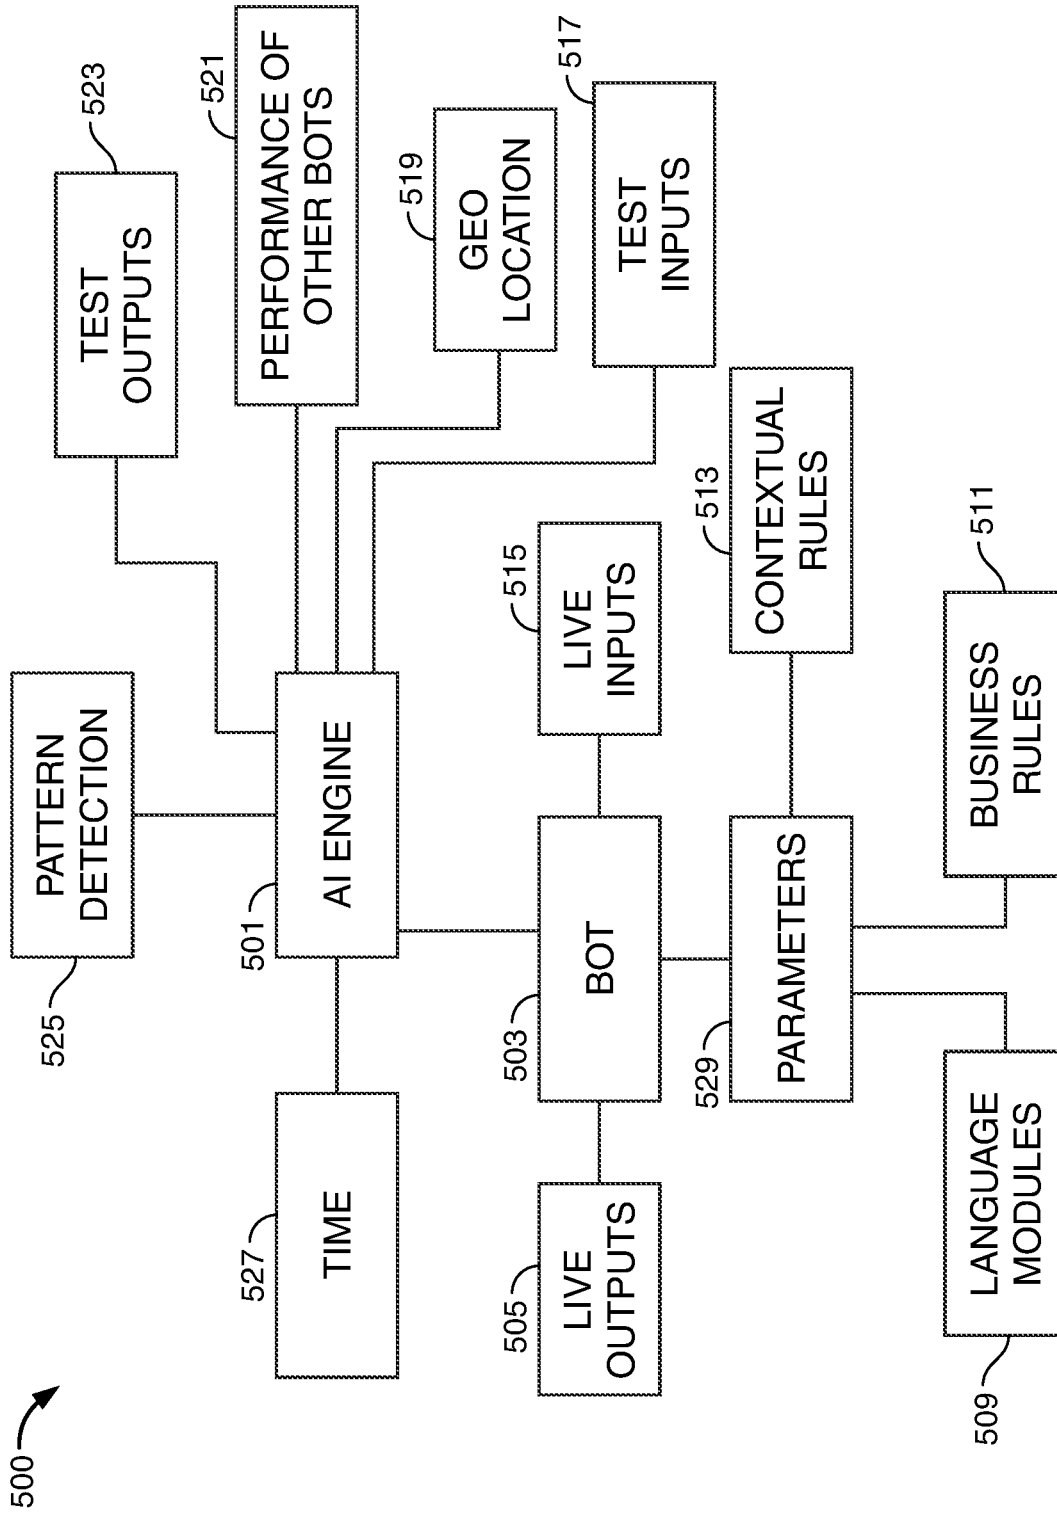 500
525
PATTERN
DETECTION
523
TEST
OUTPUTS
527
TIME
501
AI ENGINE
521
PERFORMANCE OF
OTHER BOTS
519
GEO
LOCATION
505
LIVE
OUTPUTS
503
BOT
515
LIVE
INPUTS
517
TEST
INPUTS
529
PARAMETERS
513
CONTEXTUAL
RULES
509
LANGUAGE
MODULES
511
BUSINESS
RULES